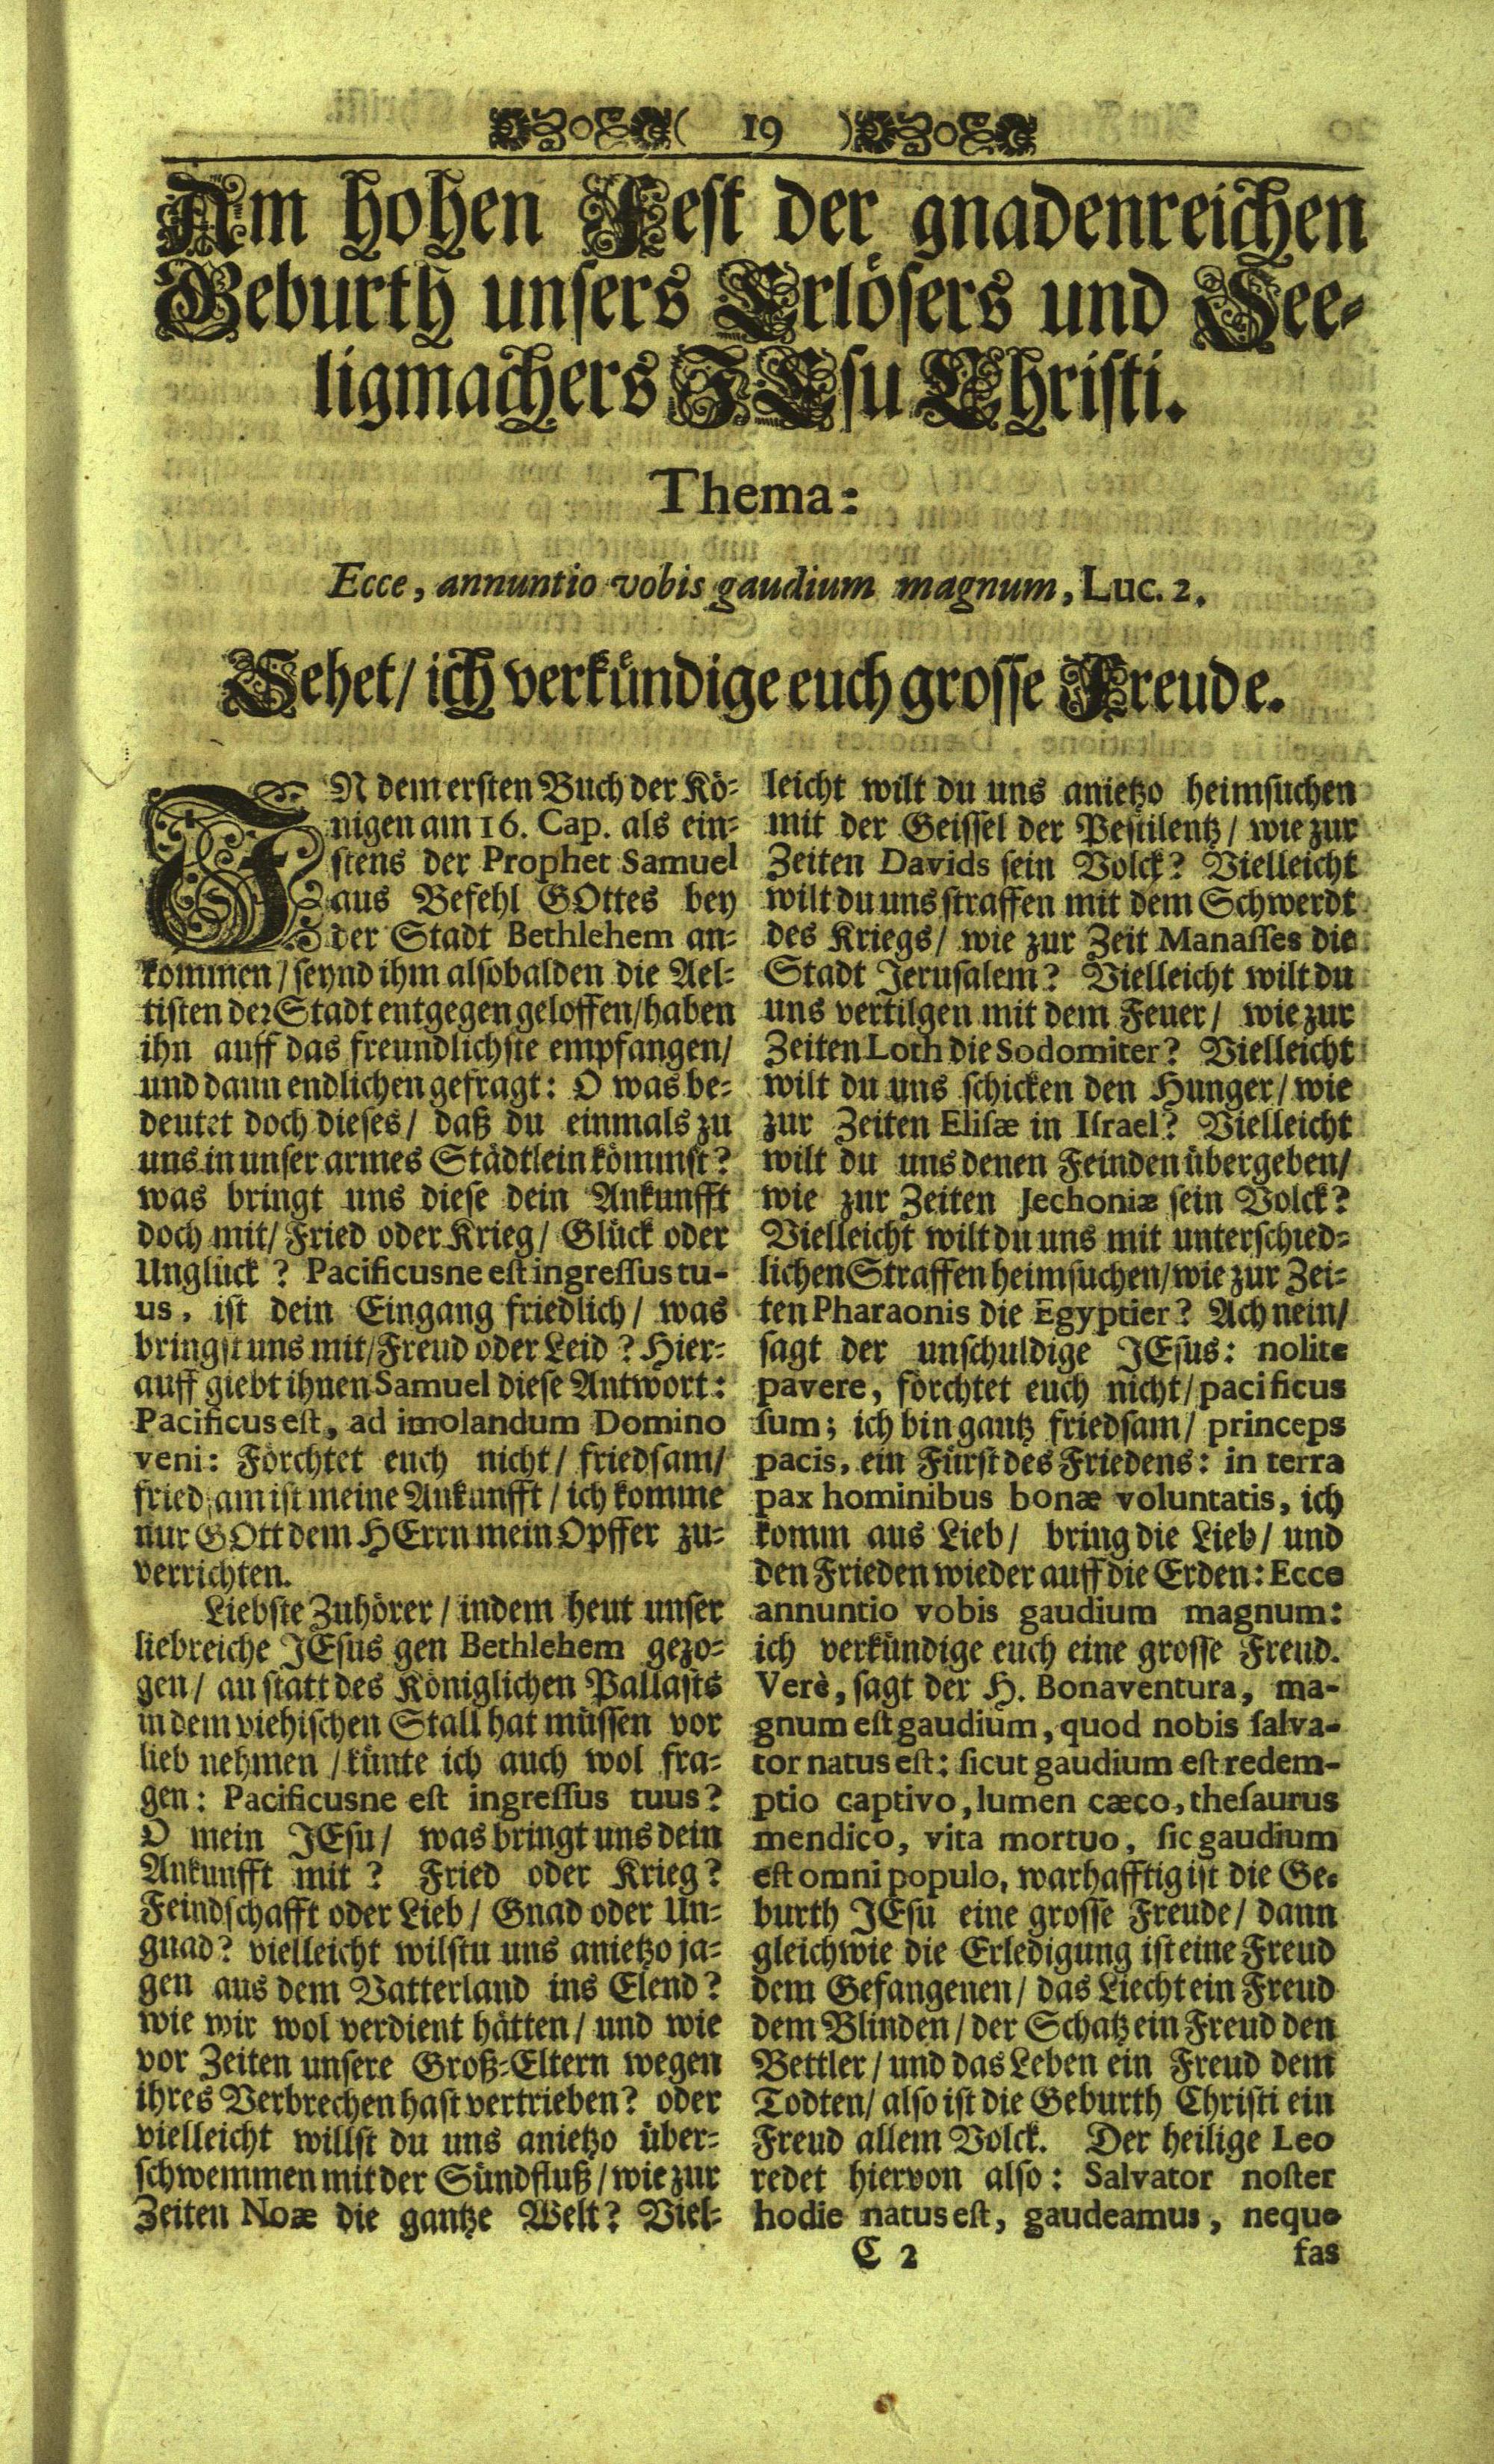 ( 19 )
Am hohen Fest der gnadenreichen
Geburth unsers Erlösers und See-
ligmachers JEsu Christi.
Thema:
Ecce, annuntio vobis gaudium magnum, Luc. 2.
Sehet/ ich verkündige euch grosse Freude.
IN dem ersten Buch der Kö-
nigen am 16. Cap. als ein-
stens der Prophet Samuel
aus Befehl GOttes bey
der Stadt Bethlehem an-
kommen/ seynd ihm alsobalden die Ael-
tisten der Stadt entgegen geloffen/ haben
ihn auff das freundlichste empfangen/
und dann endlichen gefragt: O was be-
deutet doch dieses/ daß du einmals zu
uns in unser armes Städtlein kömmst?
was bringt uns diese dein Ankunfft
doch mit/ Fried oder Krieg/ Glück oder
Unglück? Pacificusne est ingressus tu-
us, ist dein Eingang friedlich/ was
bringst uns mit/ Freud oder Leid? Hier-
auff giebt ihnen Samuel diese Antwort:
Pacificus est, ad imolandum Domino
veni: Förchtet euch nicht/ friedsam/
friedsam ist meine Ankunfft/ ich komme
nur GOtt dem HErrn mein Opffer zu-
verrichten.
Liebste Zuhörer/ indem heut unser
liebreiche JEsus gen Bethlehem gezo-
gen/ an statt des Königlichen Pallasts
in dem viehischen Stall hat müssen vor
lieb nehmen/ künte ich auch wol fra-
gen: Pacificusne est ingressus tuus?
O mein JEsu/ was bringt uns dein
Ankunfft mit? Fried oder Krieg?
Feindschafft oder Lieb/ Gnad oder Un-
gnad? vielleicht wilstu uns anietzo ja-
gen aus dem Vatterland ins Elend?
wie wir wol verdient hätten/ und wie
vor Zeiten unsere Groß-Eltern wegen
ihres Verbrechen hast vertrieben? oder
vielleicht willst du uns anietzo über-
schwemmen mit der Sündfluß/ wie zur
Zeiten Noæ die gantze Welt? Viel-
leicht wilt du uns anietzo heimsuchen
mit der Geissel der Pestilentz/ wie zur
Zeiten Davids sein Volck? Vielleicht
wilt du uns straffen mit dem Schwerdt
des Kriegs/ wie zur Zeit Manasses die
Stadt Jerusalem? Vielleicht wilt du
uns vertilgen mit dem Feuer/ wie zur
Zeiten Loth die Sodomiter? Vielleicht
wilt du uns schicken den Hunger/ wie
zur Zeiten Elisæ in Israel? Vielleicht
wilt du uns denen Feinden übergeben/
wie zur Zeiten Jechoniæ sein Volck?
Vielleicht wilt du uns mit unterschied-
lichen Straffen heimsuchen/ wie zur Zei-
ten Pharaonis die Egyptier? Ach nein/
sagt der unschuldige JEsus: nolite
pavere, förchtet euch nicht/ pacificus
sum; ich bin gantz friedsam/ princeps
pacis, ein Fürst des Friedens: in terra
pax hominibus bonæ voluntatis, ich
komm aus Lieb/ bring die Lieb/ und
den Frieden wieder auff die Erden: Ecce
annuntio vobis gaudium magnum:
ich verkündige euch eine grosse Freud.
Verè, sagt der H. Bonaventura, ma-
gnum est gaudium, quod nobis salva-
tor natus est: sicut gaudium est redem-
ptio captivo, lumen cæco, thesaurus
mendico, vita mortuo, sic gaudium
est omni populo, warhafftig ist die Ge-
burth JEsu eine grosse Freude/ dann
gleichwie die Erledigung ist eine Freud
dem Gefangenen/ das Liecht ein Freud
dem Blinden/ der Schatz ein Freud den
Bettler/ und das Leben ein Freud dem
Todten/ also ist die Geburth Christi ein
Freud allem Volck. Der heilige Leo
redet hiervon also: Salvator noster
hodie natus est, gaudeamus, neque
C 2 fas